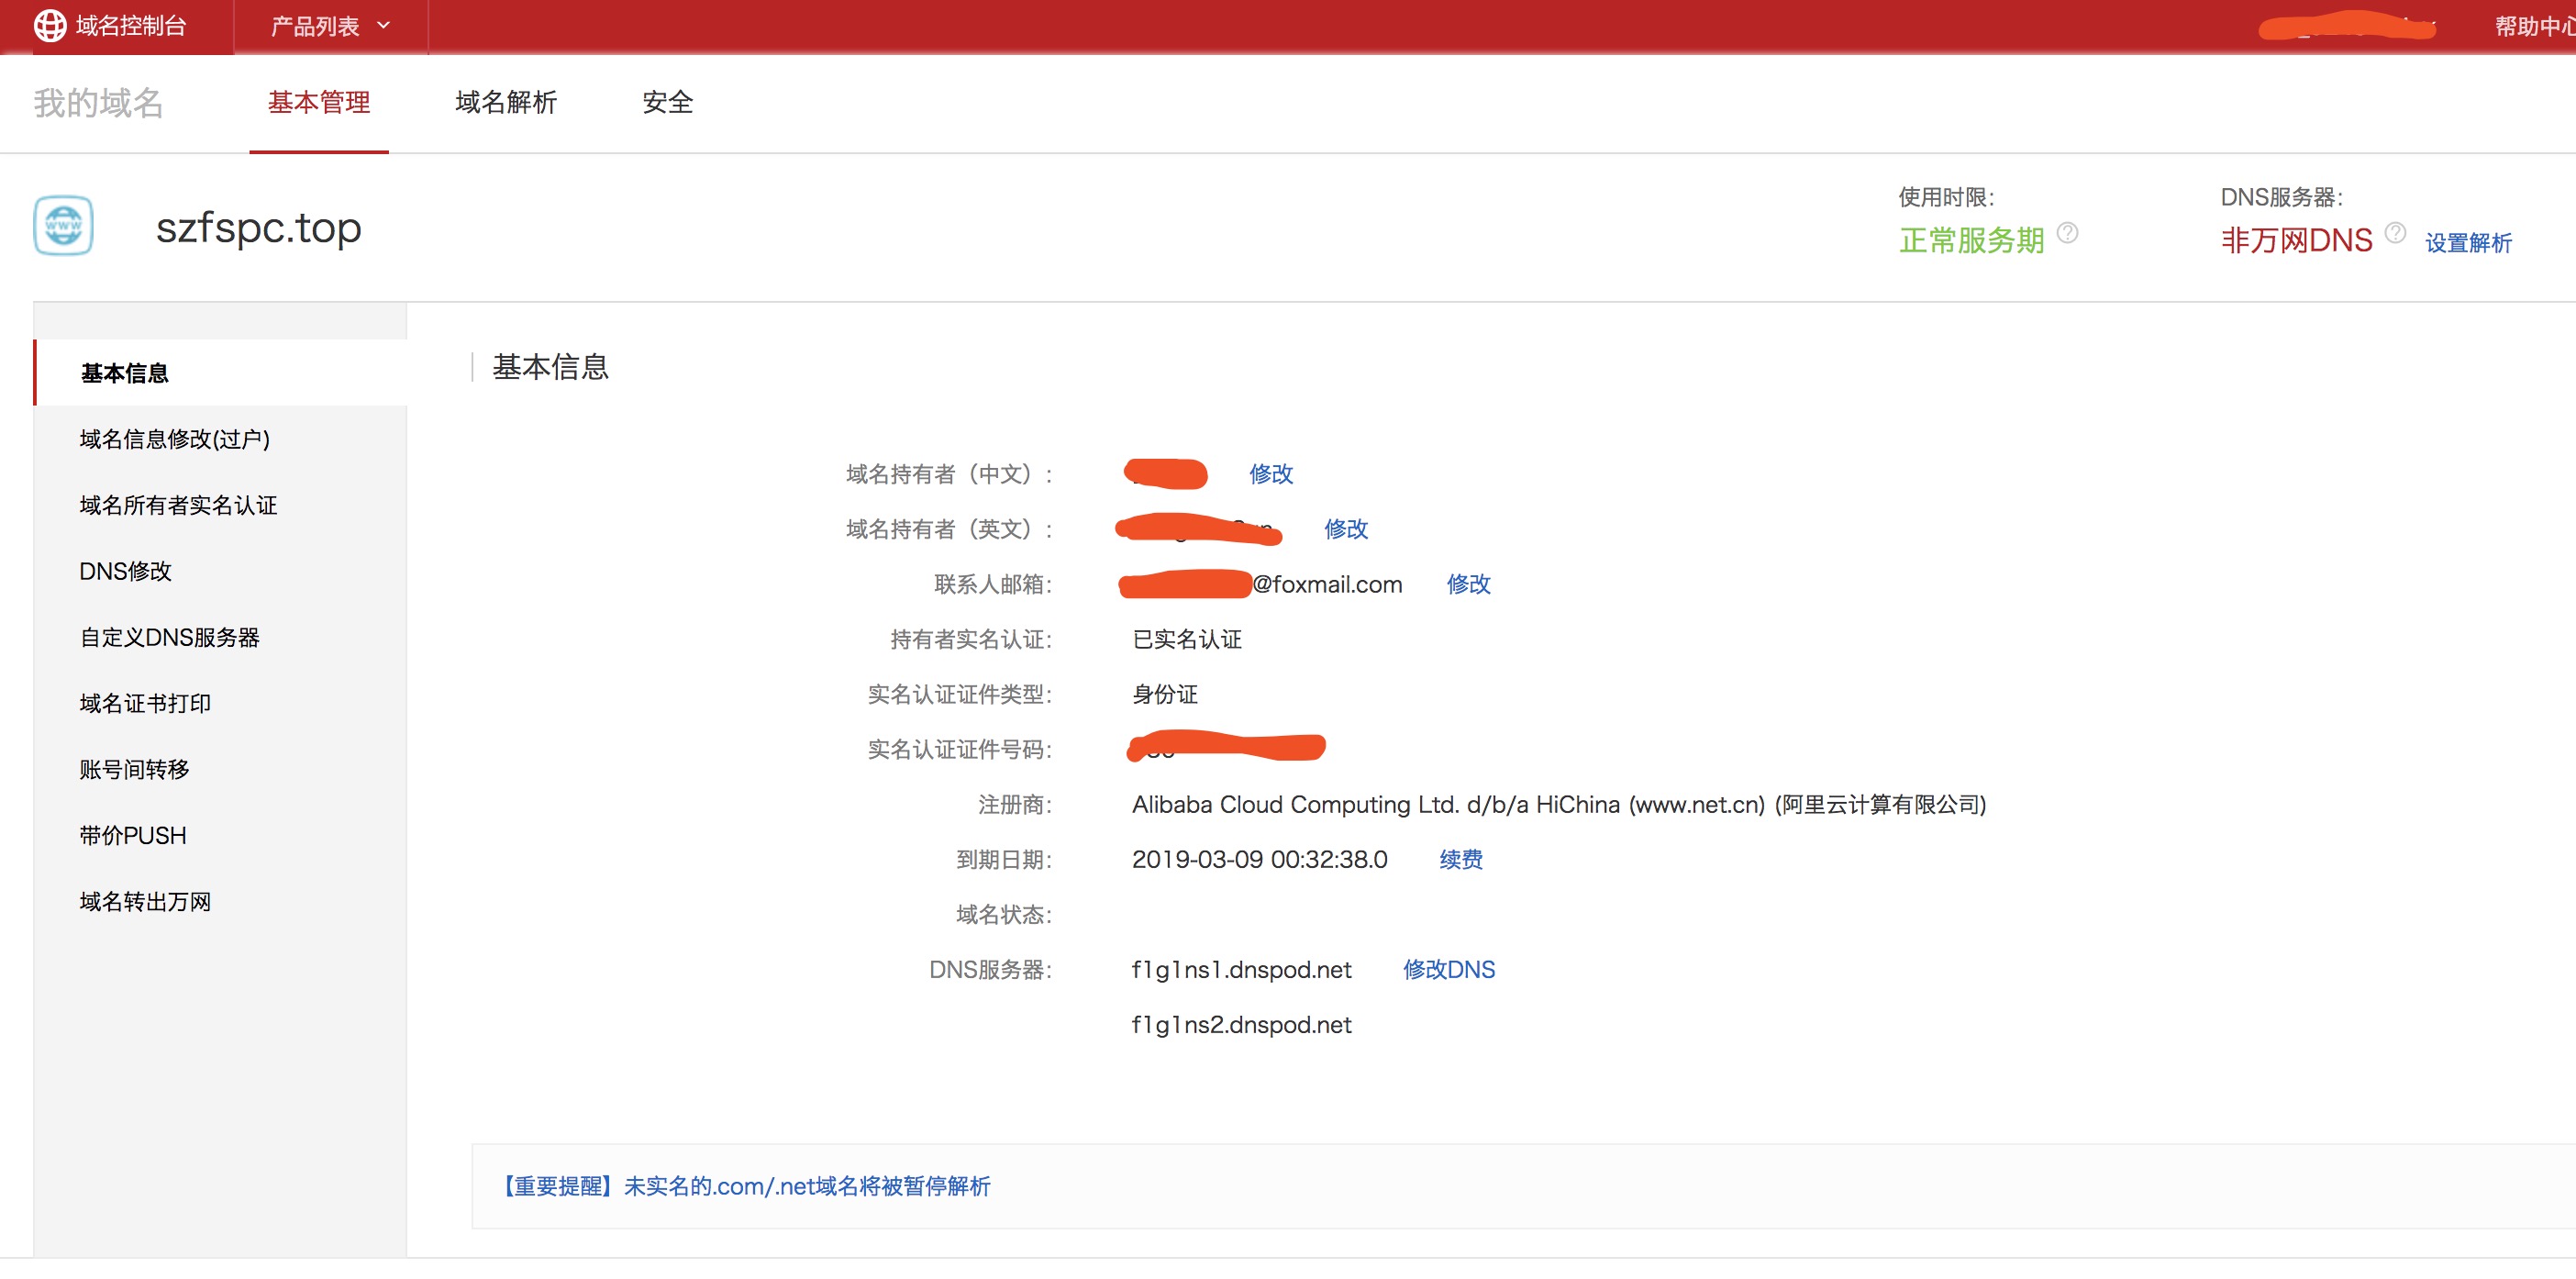 域名控制台 产品列表 帮助中心
我的域名 基本管理 域名解析 安全
szfspc.top
使用时限: DNS服务器:
正常服务期 ? 非万网DNS ? 设置解析
基本信息
域名信息修改(过户)
域名所有者实名认证
DNS修改
自定义DNS服务器
域名证书打印
账号间转移
带价PUSH
域名转出万网
基本信息
域名持有者（中文）: 修改
域名持有者（英文）: 修改
联系人邮箱: @foxmail.com 修改
持有者实名认证: 已实名认证
实名认证证件类型: 身份证
实名认证证件号码:
注册商: Alibaba Cloud Computing Ltd. d/b/a HiChina (www.net.cn) (阿里云计算有限公司)
到期日期: 2019-03-09 00:32:38.0 续费
域名状态:
DNS服务器: f1g1ns1.dnspod.net 修改DNS
f1g1ns2.dnspod.net
【重要提醒】未实名的.com/.net域名将被暂停解析